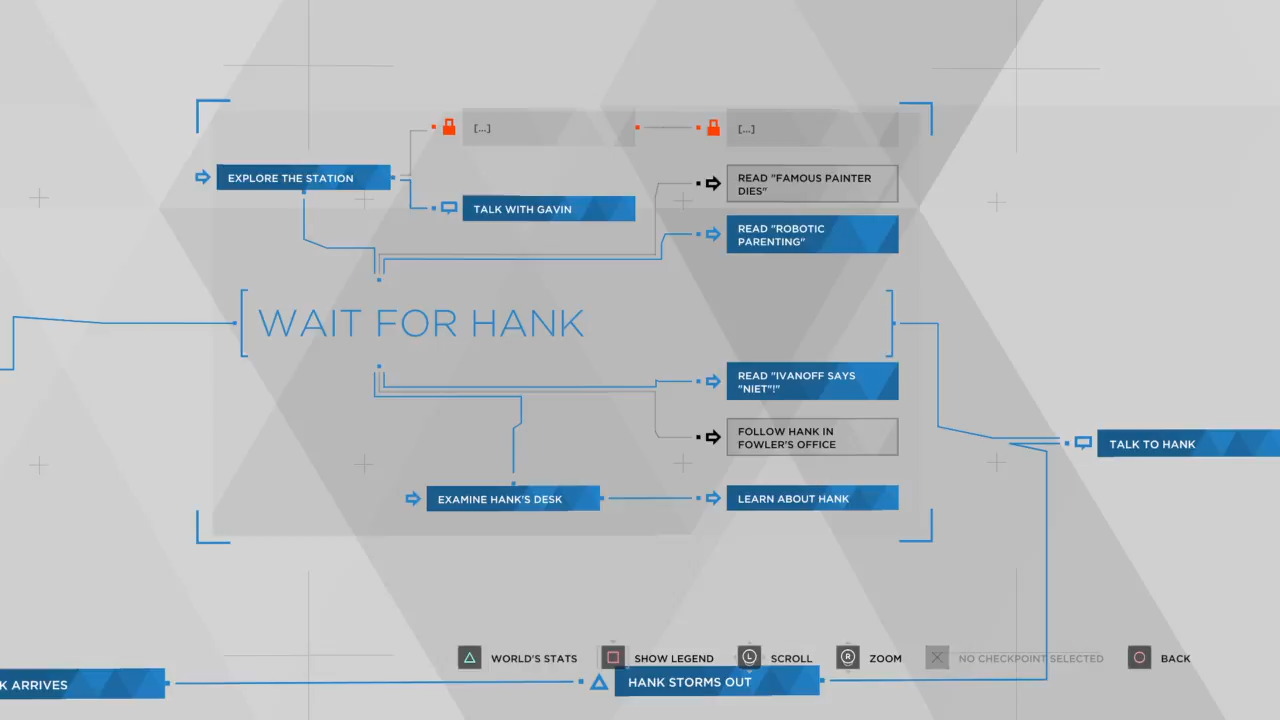 [...]
[...]
EXPLORE THE STATION
READ "FAMOUS PAINTER
DIES"
TALK WITH GAVIN
READ "ROBOTIC
PARENTING"
WAIT FOR HANK
READ "IVANOFF SAYS
"NIET"!"
FOLLOW HANK IN
FOWLER'S OFFICE
TALK TO HANK
EXAMINE HANK'S DESK
LEARN ABOUT HANK
WORLD'S STATS
SHOW LEGEND
L
SCROLL
R
ZOOM
NO CHECKPOINT SELECTED
BACK
K ARRIVES
HANK STORMS OUT